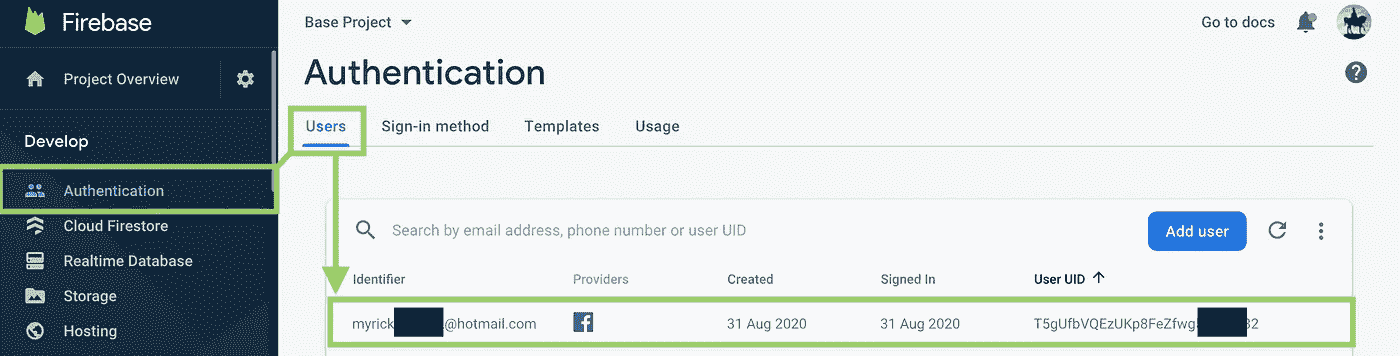 Firebase
Project Overview
Develop
Authentication
Cloud Firestore
Realtime Database
Storage
Hosting
Base Project
Go to docs
Authentication
?
Users Sign-in method Templates Usage
Search by email address, phone number or user UID
Add user
Identifier Providers Created Signed In User UID
myrick @hotmail.com 31 Aug 2020 31 Aug 2020 T5gUfbVQEzUKp8FeZfwg 32